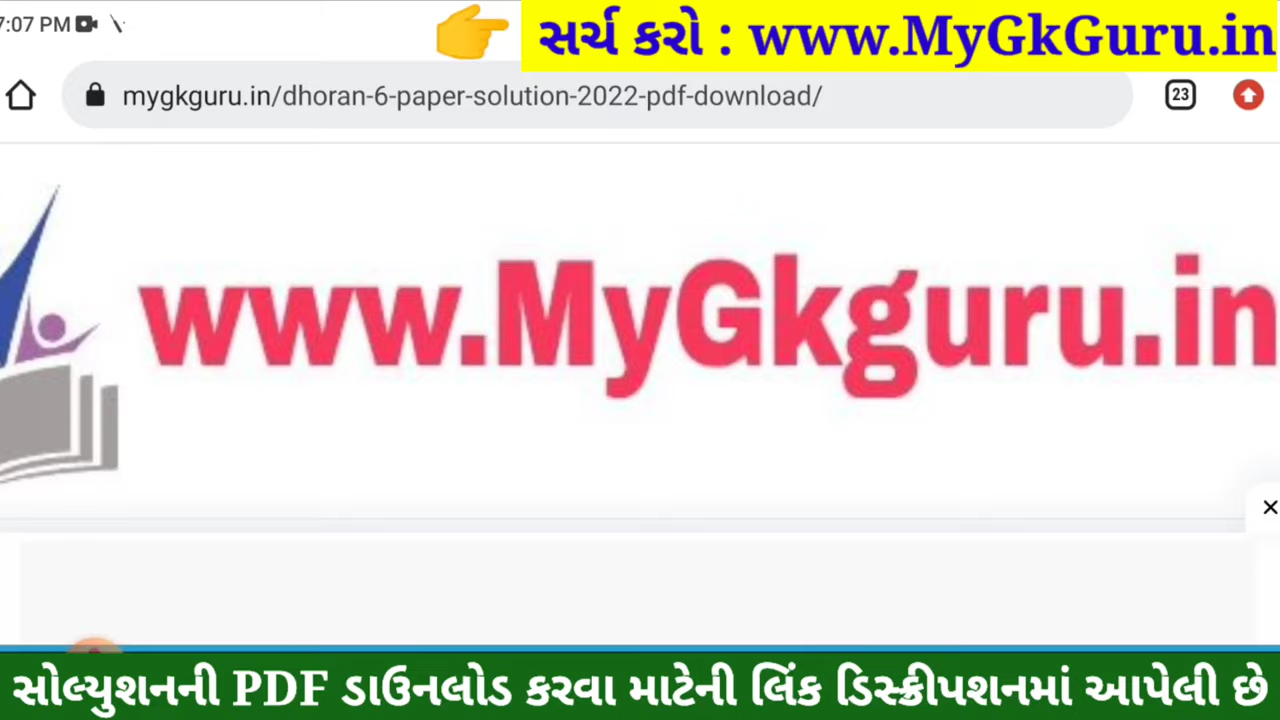 7:07 PM
સર્ચ કરો : www.MyGkGuru.in
mygkguru.in/dhoran-6-paper-solution-2022-pdf-download/
23
www.MyGkguru.in
સોલ્યુશનની PDF ડાઉનલોડ કરવા માટેની લિંક ડિસ્ક્રીપશનમાં આપેલી છે